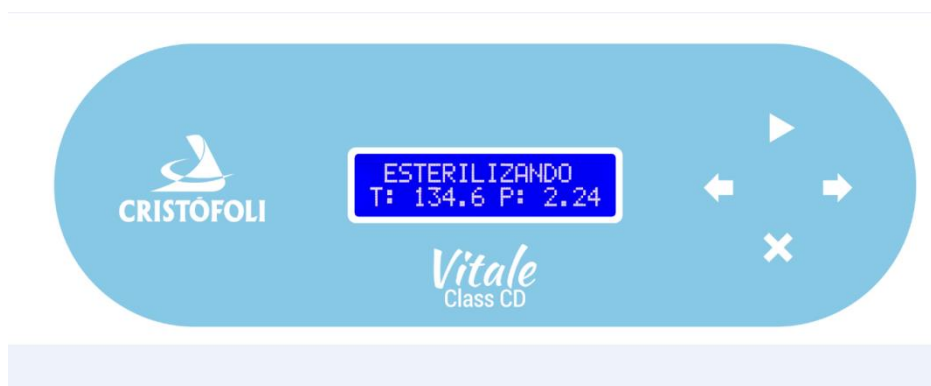 CRISTÓFOLI
ESTERILIZANDO
T: 134.6 P: 2.24
Vitale
Class CD